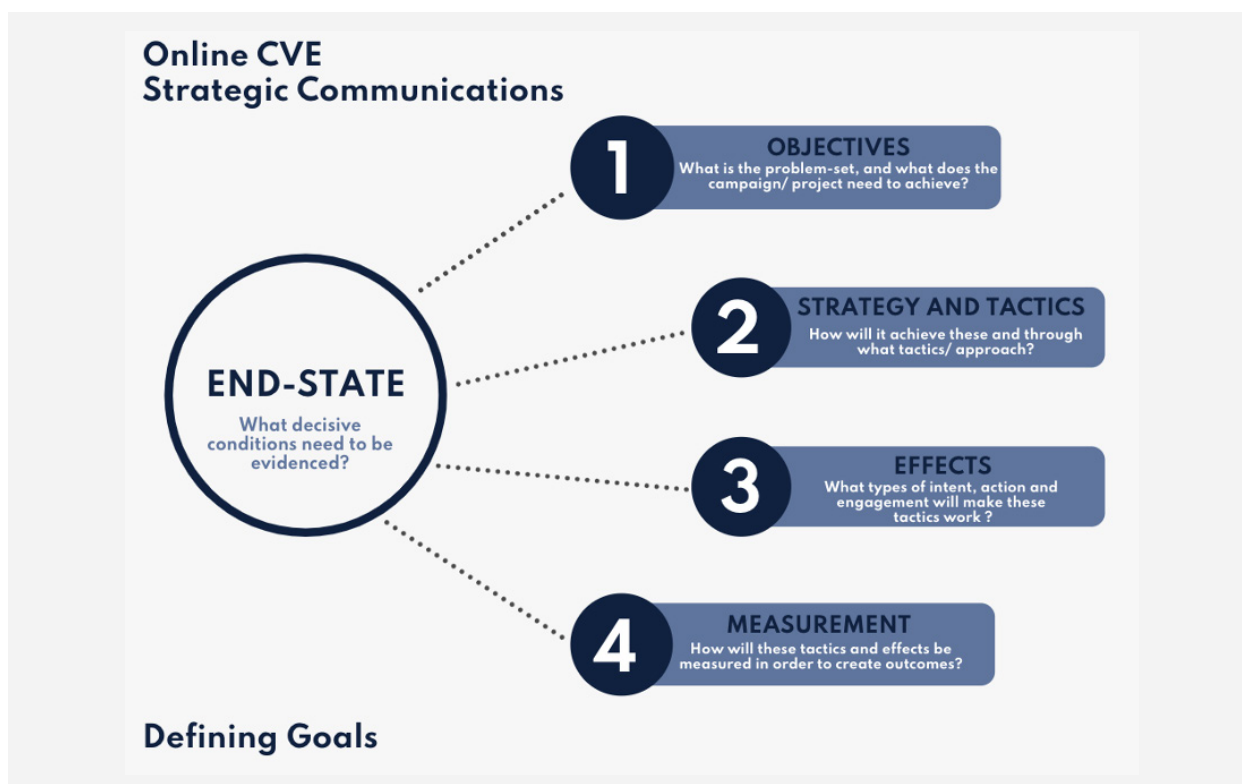 Online CVE
Strategic Communications
1
OBJECTIVES
What is the problem-set, and what does the
campaign/ project need to achieve?
2
STRATEGY AND TACTICS
How will it achieve these and through
what tactics/ approach?
END-STATE
What decisive
conditions need to be
evidenced?
3
EFFECTS
What types of intent, action and
engagement will make these
tactics work ?
4
MEASUREMENT
How will these tactics and effects be
measured in order to create outcomes?
Defining Goals